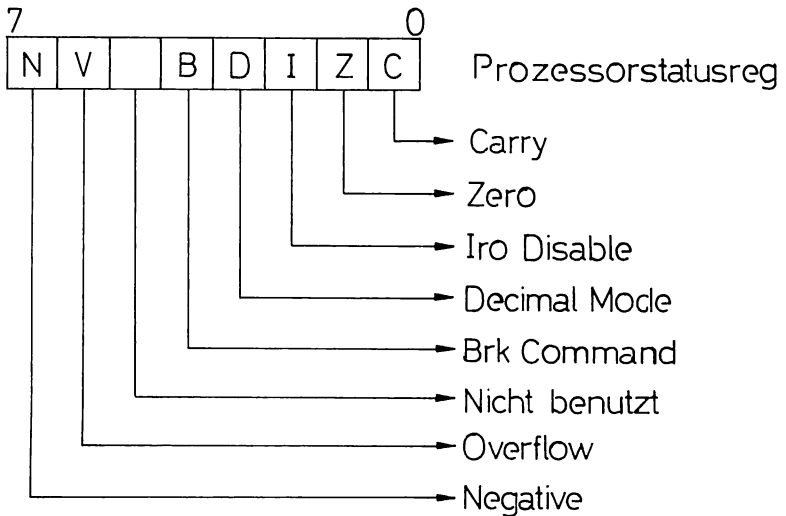 7 0
N V B D I Z C Prozessorstatusreg
Carry
Zero
Iro Disable
Decimal Mode
Brk Command
Nicht benutzt
Overflow
Negative